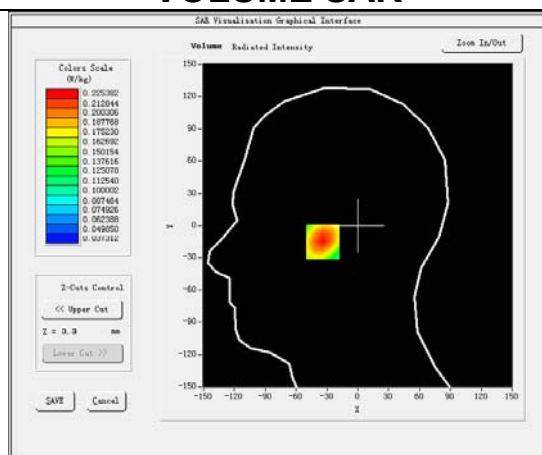 VOLUME SAR
SAR Visualisation Graphical Interface
Volume Radiated Intensity
Zoom In/Out
Colors Scale
(W/kg)
0.225382
0.212844
0.200306
0.187768
0.175230
0.162692
0.150154
0.137616
0.125078
0.112540
0.100002
0.087464
0.074926
0.062388
0.049850
0.037312
Z-Cuts Control
<< Upper Cut
Z = 3.3 mm
Lower Cut >>
SAVE
Cancel
150
120
90
60
30
0
-30
-60
-90
-120
-150
Y
-150 -120 -90 -60 -30 0 30 60 90 120 150
X